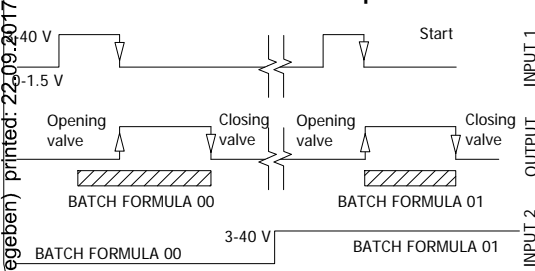 egeben) printed: 22.09.2017
-40 V
Start
0-1.5 V
INPUT 1
Opening valve
Closing valve
Opening valve
Closing valve
OUTPUT
BATCH FORMULA 00
BATCH FORMULA 01
3-40 V
BATCH FORMULA 00
BATCH FORMULA 01
INPUT 2